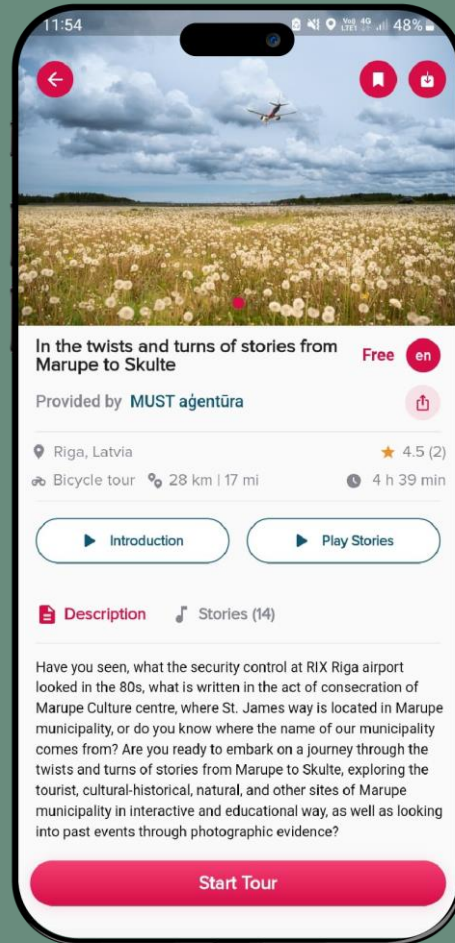 11:54
Vo)) 4G LTE1 48%
In the twists and turns of stories from
Marupe to Skulte
Free
en
Provided by MUST aģentūra
Riga, Latvia
4.5 (2)
Bicycle tour
28 km | 17 mi
4 h 39 min
Introduction
Play Stories
Description
Stories (14)
Have you seen, what the security control at RIX Riga airport
looked in the 80s, what is written in the act of consecration of
Marupe Culture centre, where St. James way is located in Marupe
municipality, or do you know where the name of our municipality
comes from? Are you ready to embark on a journey through the
twists and turns of stories from Marupe to Skulte, exploring the
tourist, cultural-historical, natural, and other sites of Marupe
municipality in interactive and educational way, as well as looking
into past events through photographic evidence?
Start Tour